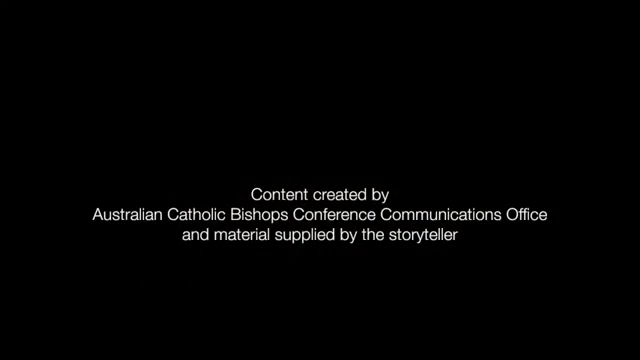 Content created by
Australian Catholic Bishops Conference Communications Office
and material supplied by the storyteller